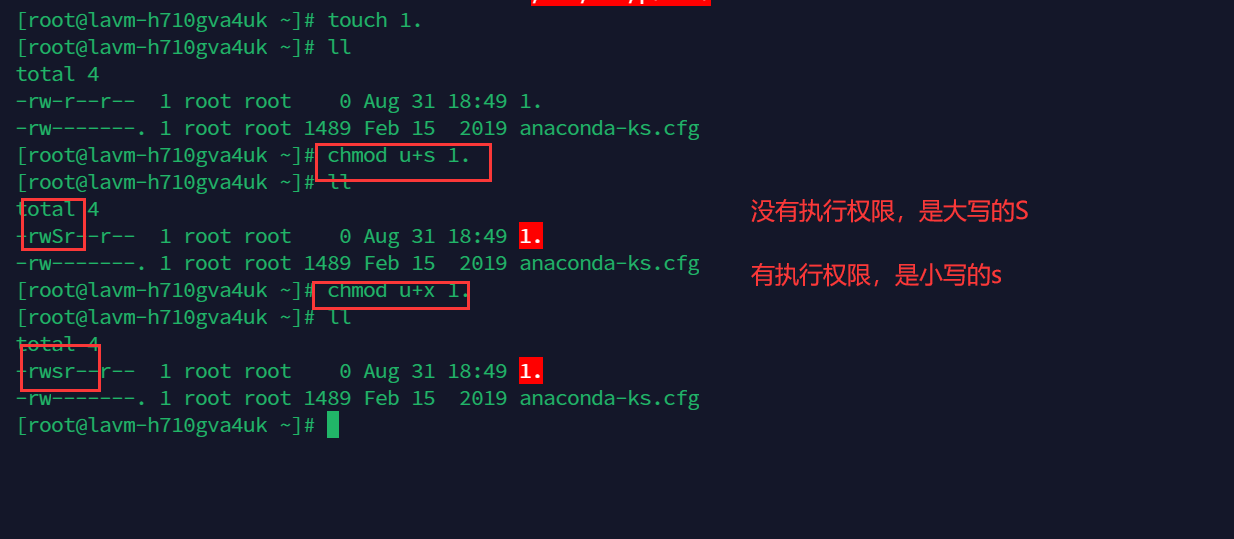 [root@lavm-h710gva4uk ~]# touch 1.
[root@lavm-h710gva4uk ~]# ll
total 4
-rw-r--r--  1 root root    0 Aug 31 18:49 1.
-rw-------. 1 root root 1489 Feb 15  2019 anaconda-ks.cfg
[root@lavm-h710gva4uk ~]# chmod u+s 1.
[root@lavm-h710gva4uk ~]# ll
total 4
没有执行权限，是大写的S
-rwSr--r--  1 root root    0 Aug 31 18:49 1.
-rw-------. 1 root root 1489 Feb 15  2019 anaconda-ks.cfg
有执行权限，是小写的s
[root@lavm-h710gva4uk ~]# chmod u+x 1.
[root@lavm-h710gva4uk ~]# ll
total 4
-rwsr--r--  1 root root    0 Aug 31 18:49 1.
-rw-------. 1 root root 1489 Feb 15  2019 anaconda-ks.cfg
[root@lavm-h710gva4uk ~]#